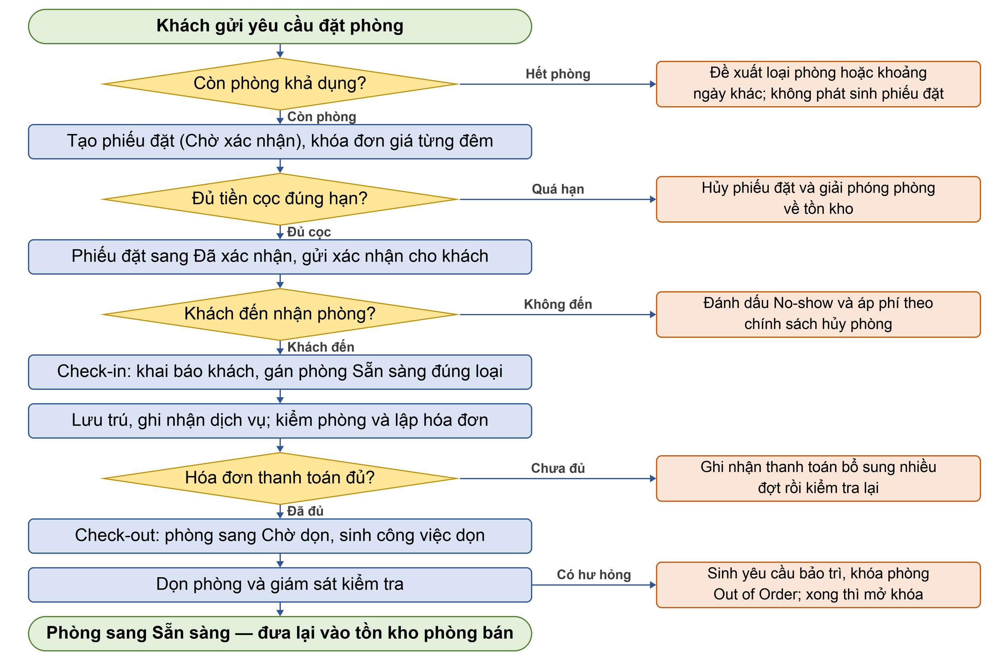 Khách gửi yêu cầu đặt phòng
Còn phòng khả dụng?
Hết phòng
Đề xuất loại phòng hoặc khoảng
ngày khác; không phát sinh phiếu đặt
Còn phòng
Tạo phiếu đặt (Chờ xác nhận), khóa đơn giá từng đêm
Đủ tiền cọc đúng hạn?
Quá hạn
Hủy phiếu đặt và giải phóng phòng
về tồn kho
Đủ cọc
Phiếu đặt sang Đã xác nhận, gửi xác nhận cho khách
Khách đến nhận phòng?
Không đến
Đánh dấu No-show và áp phí theo
chính sách hủy phòng
Khách đến
Check-in: khai báo khách, gán phòng Sẵn sàng đúng loại
Lưu trú, ghi nhận dịch vụ; kiểm phòng và lập hóa đơn
Hóa đơn thanh toán đủ?
Chưa đủ
Ghi nhận thanh toán bổ sung nhiều
đợt rồi kiểm tra lại
Đã đủ
Check-out: phòng sang Chờ dọn, sinh công việc dọn
Dọn phòng và giám sát kiểm tra
Có hư hỏng
Sinh yêu cầu bảo trì, khóa phòng
Out of Order; xong thì mở khóa
Phòng sang Sẵn sàng — đưa lại vào tồn kho phòng bán